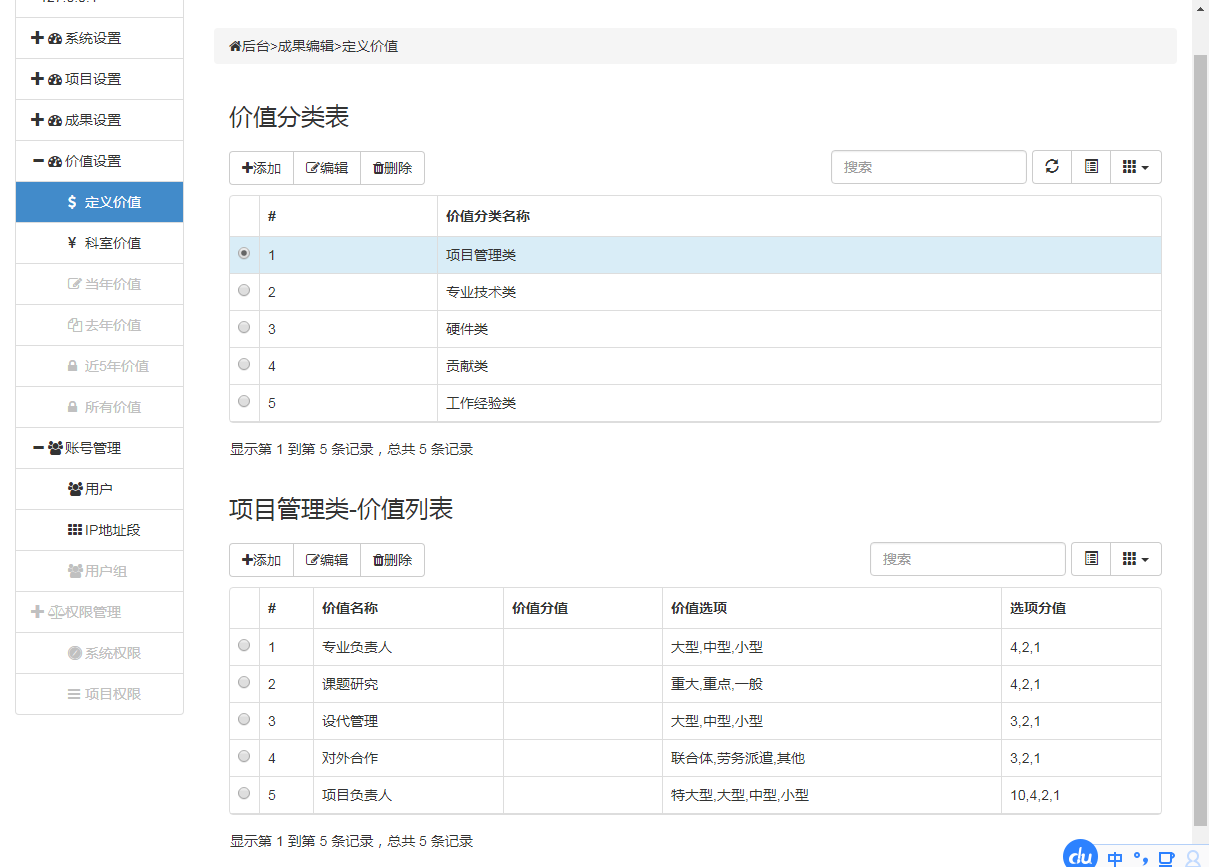 系统设置
项目设置
成果设置
价值设置
$ 定义价值
¥ 科室价值
当年价值
去年价值
近5年价值
所有价值
账号管理
用户
IP地址段
用户组
权限管理
系统权限
项目权限
后台>成果编辑>定义价值
价值分类表
添加 编辑 删除 搜索
# 价值分类名称
1 项目管理类
2 专业技术类
3 硬件类
4 贡献类
5 工作经验类
显示第 1 到第 5 条记录，总共 5 条记录
项目管理类-价值列表
添加 编辑 删除 搜索
# 价值名称 价值分值 价值选项 选项分值
1 专业负责人 大型,中型,小型 4,2,1
2 课题研究 重大,重点,一般 4,2,1
3 设代管理 大型,中型,小型 3,2,1
4 对外合作 联合体,劳务派遣,其他 3,2,1
5 项目负责人 特大型,大型,中型,小型 10,4,2,1
显示第 1 到第 5 条记录，总共 5 条记录
du 中 °,